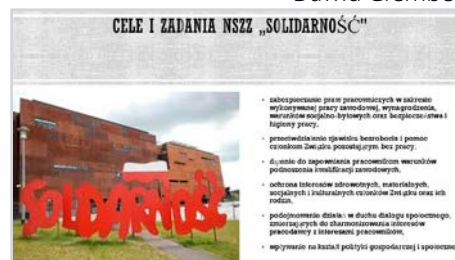 CELE I ZADANIA NSZZ „SOLIDARNOŚĆ"
SOLIDARNOŚĆ
• zabezpieczanie praw pracowniczych w zakresie
wykonywanej pracy zawodowej, wynagrodzenia,
warunków socjalno-bytowych oraz bezpieczeństwa i
higieny pracy,
• przeciwdziałanie zjawisku bezrobocia i pomoc
członkom Związku pozostającym bez pracy,
• dążenie do zapewniania pracownikom warunków
podnoszenia kwalifikacji zawodowych,
• ochrona interesów zdrowotnych, materialnych,
socjalnych i kulturalnych członków Związku oraz ich
rodzin,
• podejmowanie działań w duchu dialogu społecznego,
zmierzających do zharmonizowania interesów
pracodawcy z interesami pracowników,
• wpływanie na kształt polityki gospodarczej i społecznej